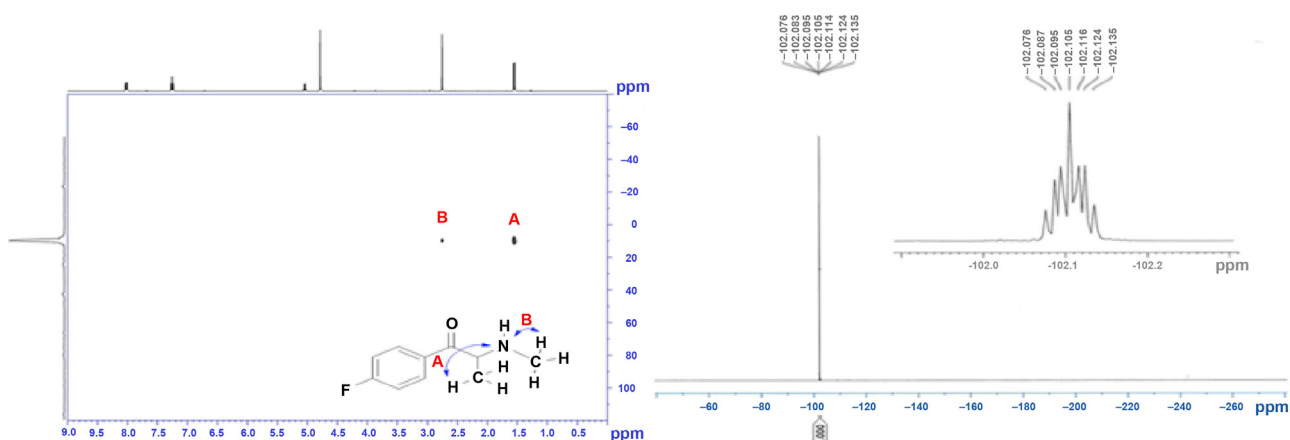 ppm
−60
−40
−20
0
20
40
60
80
100
B
A
O
H
B
N
H
H
A
H
C
H
H
H
F
9.0 8.5 8.0 7.5 7.0 6.5 6.0 5.5 5.0 4.5 4.0 3.5 3.0 2.5 2.0 1.5 1.0 0.5 ppm
−102.076
−102.083
−102.095
−102.105
−102.114
−102.124
−102.135
−102.076
−102.087
−102.095
−102.105
−102.116
−102.124
−102.135
-102.0 -102.1 -102.2 ppm
−60 −80 −100 −120 −140 −160 −180 −200 −220 −240 −260 ppm